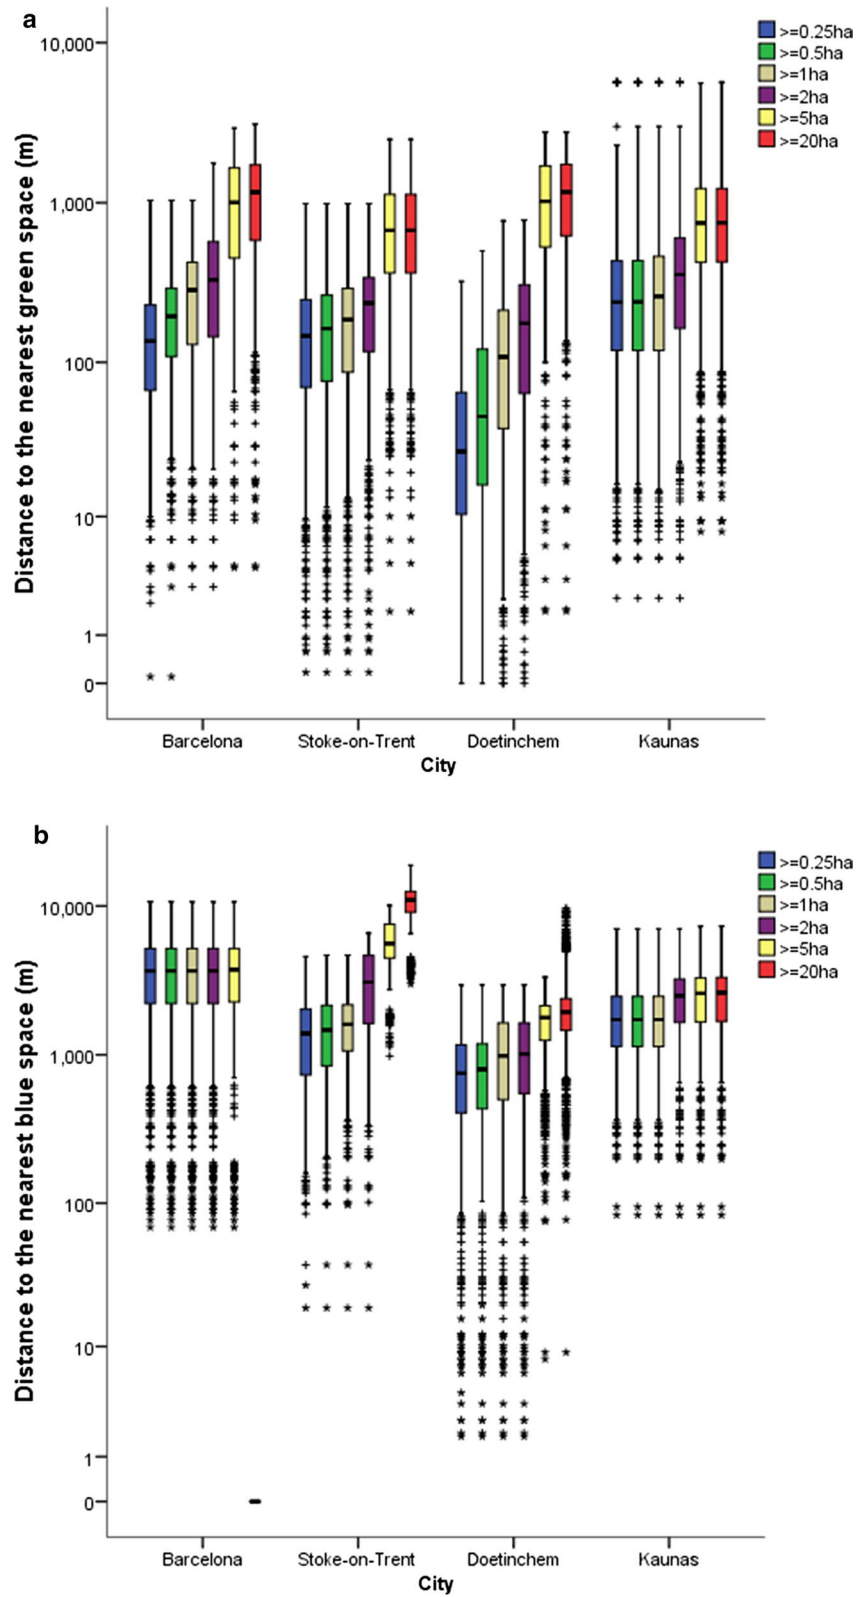 a
10,000
1,000
100
10
1
0
Distance to the nearest green space (m)
>=0.25ha
>=0.5ha
>=1ha
>=2ha
>=5ha
>=20ha
Barcelona
Stoke-on-Trent
Doetinchem
Kaunas
City
b
10,000
1,000
100
10
1
0
Distance to the nearest blue space (m)
>=0.25ha
>=0.5ha
>=1ha
>=2ha
>=5ha
>=20ha
Barcelona
Stoke-on-Trent
Doetinchem
Kaunas
City